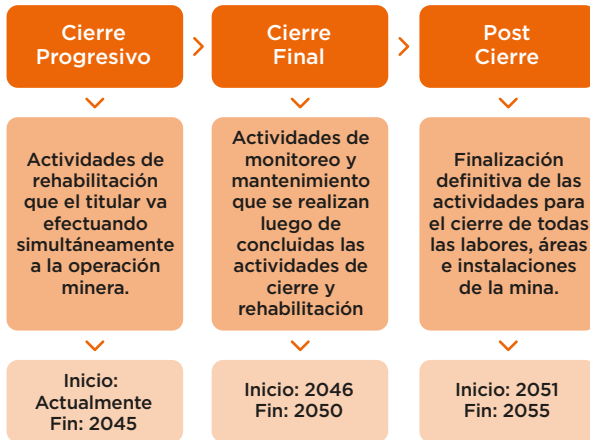 Cierre
Progresivo
Actividades de
rehabilitación
que el titular va
efectuando
simultáneamente
a la operación
minera.
Inicio:
Actualmente
Fin: 2045
Cierre
Final
Actividades de
monitoreo y
mantenimiento
que se realizan
luego de
concluidas las
actividades de
cierre y
rehabilitación
Inicio: 2046
Fin: 2050
Post
Cierre
Finalización
definitiva de las
actividades para
el cierre de todas
las labores, áreas
e instalaciones
de la mina.
Inicio: 2051
Fin: 2055